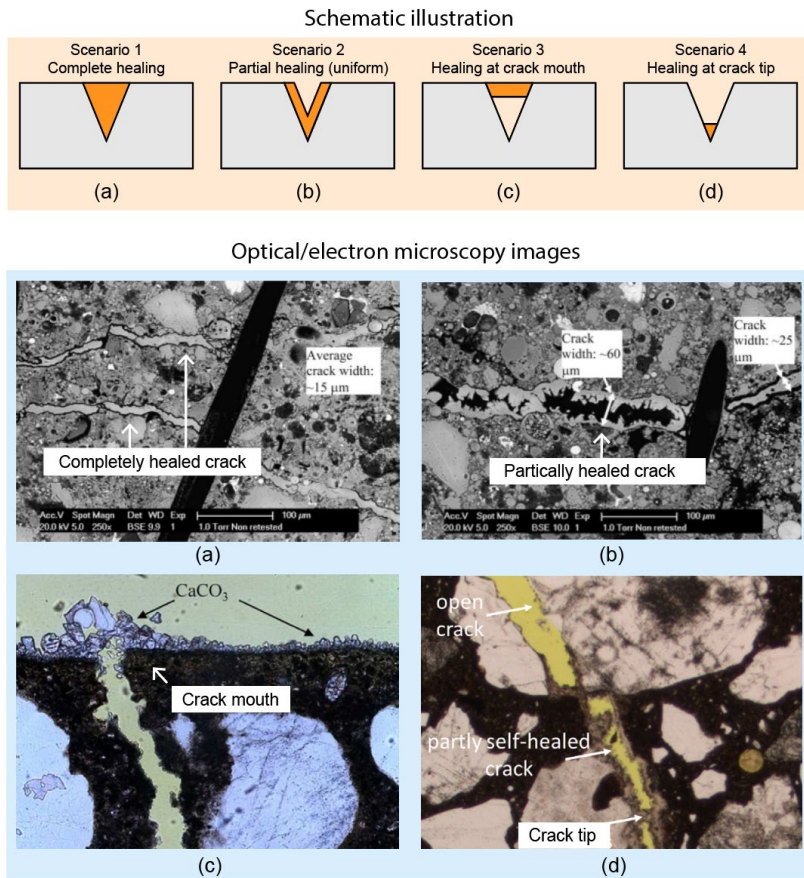 Schematic illustration
Scenario 1
Complete healing
Scenario 2
Partial healing (uniform)
Scenario 3
Healing at crack mouth
Scenario 4
Healing at crack tip
(a)
(b)
(c)
(d)
Optical/electron microscopy images
Average
crack width:
~15 μm
Completely healed crack
Acc.V Spot Magn Det WD Exp
20.0 kV 5.0 250x BSE 9.9 1
100 μm
1.0 Torr Non retested
(a)
Crack
width: ~60
μm
Crack
width: ~25
μm
Partically healed crack
Acc.V Spot Magn Det WD Exp
20.0 kV 5.0 250x BSE 10.0 1
100 μm
1.0 Torr Non retested
(b)
CaCO3
Crack mouth
(c)
open
crack
partly self-healed
crack
Crack tip
(d)